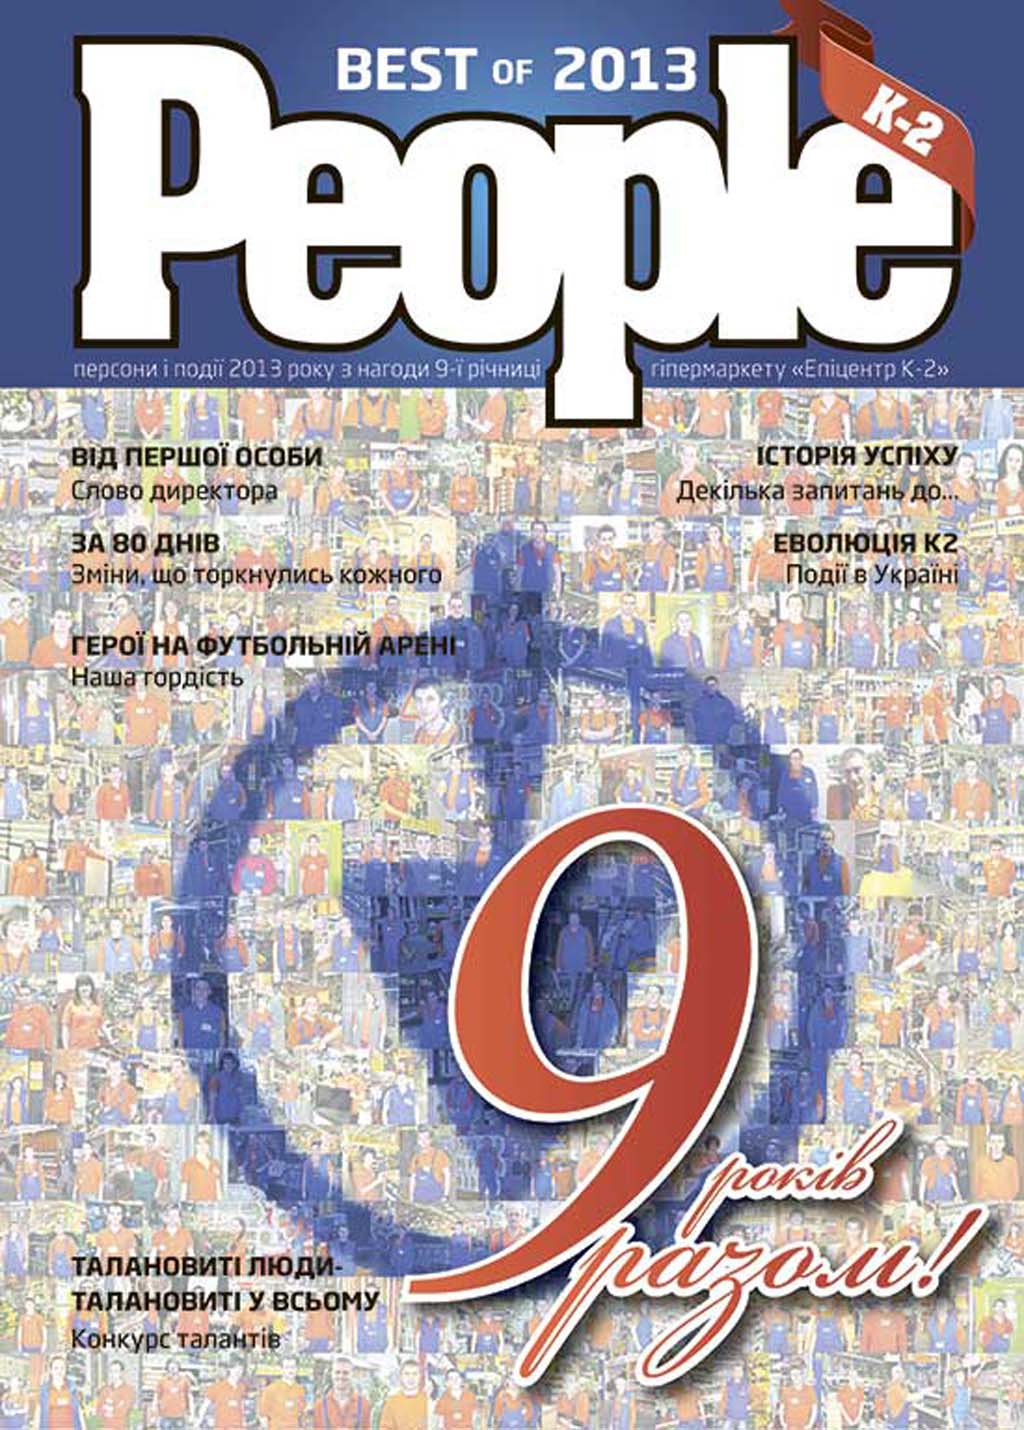 BEST OF 2013
People
К-2
персони і події 2013 року з нагоди 9-ї річниці гіпермаркету «Епіцентр К-2»
ВІД ПЕРШОЇ ОСОБИ
Слово директора
ЗА 80 ДНІВ
Зміни, що торкнулись кожного
ГЕРОЇ НА ФУТБОЛЬНІЙ АРЕНІ
Наша гордість
ІСТОРІЯ УСПІХУ
Декілька запитань до...
ЕВОЛЮЦІЯ К2
Події в Україні
9
років
разом!
ТАЛАНОВИТІ ЛЮДИ-
ТАЛАНОВИТІ У ВСЬОМУ
Конкурс талантів